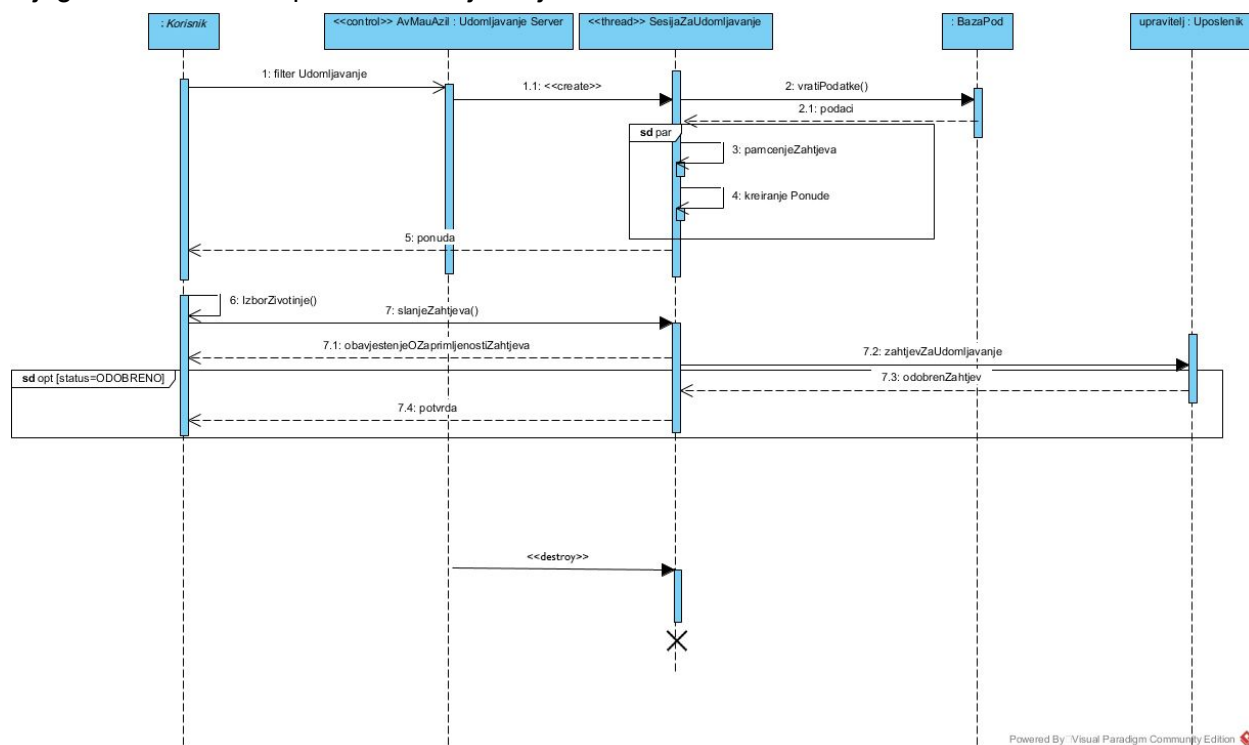 : Korisnik
<<control>> AvMauAzil : Udomljavanje Server
<<thread>> SesijaZaUdomljavanje
: BazaPod
upravitelj : Uposlenik
1: filter Udomljavanje
1.1: <<create>>
2: vratiPodatke()
2.1: podaci
sd par
3: pamcenjeZahtjeva
4: kreiranje Ponude
5: ponuda
6: IzborZivotinje()
7: slanjeZahtjeva()
7.1: obavjestenjeOZaprimljenostiZahtjeva
7.2: zahtjevZaUdomljavanje
sd opt [status=ODOBRENO]
7.3: odobrenZahtjev
7.4: potvrda
<<destroy>>
Powered By Visual Paradigm Community Edition